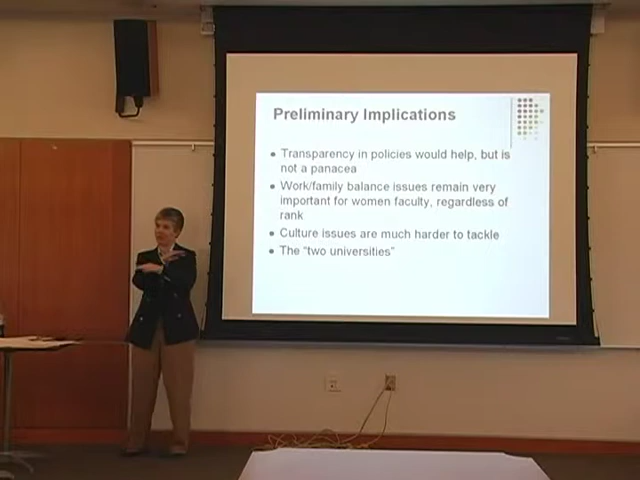 Preliminary Implications
● Transparency in policies would help, but is
not a panacea
● Work/family balance issues remain very
important for women faculty, regardless of
rank
● Culture issues are much harder to tackle
● The "two universities"